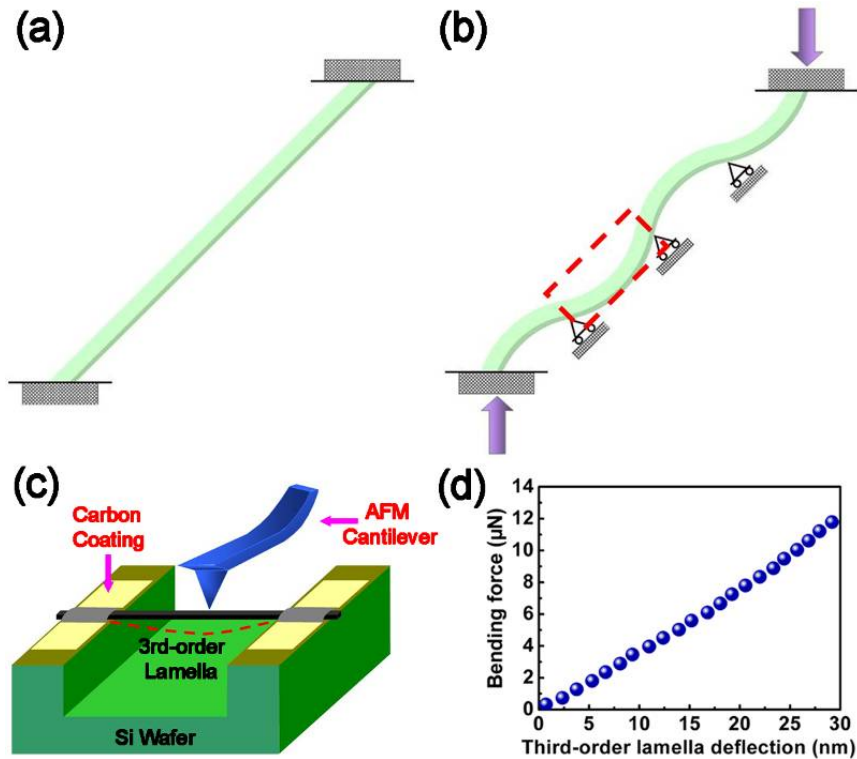 (a)
(b)
(c)
Carbon
Coating
AFM
Cantilever
3rd-order
Lamella
Si Wafer
(d)
Bending force (μN)
14
12
10
8
6
4
2
0
0 5 10 15 20 25 30
Third-order lamella deflection (nm)